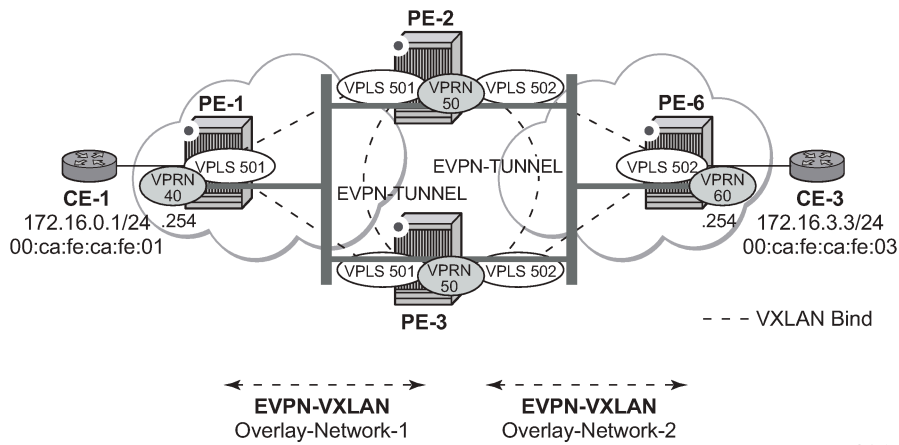 PE-2
VPLS 501
VPRN
50
VPLS 502
PE-1
PE-6
VPLS 501
EVPN-TUNNEL
VPLS 502
CE-1
VPRN
40
EVPN-TUNNEL
VPRN
60
CE-3
172.16.0.1/24
.254
.254
172.16.3.3/24
00:ca:fe:ca:fe:01
00:ca:fe:ca:fe:03
VPLS 501
VPRN
50
VPLS 502
PE-3
VXLAN Bind
EVPN-VXLAN
Overlay-Network-1
EVPN-VXLAN
Overlay-Network-2